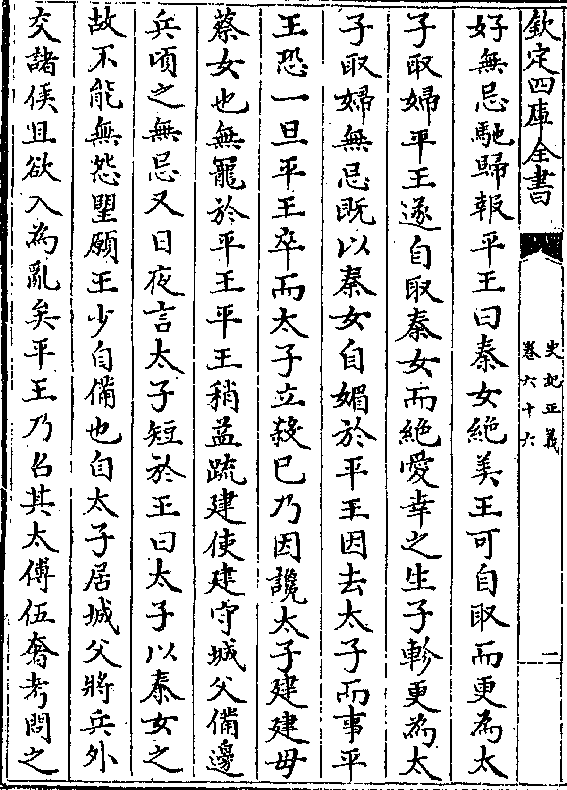 欽定四庫全書
史記正義
卷六十六
二
好無忌馳歸報平王曰秦女絶美王可自取而更為太
子取婦平王遂自取秦女而絶愛幸之生子軫更為太
子取婦無忌既以秦女自媚於平王因去太子而事平
王恐一旦平王卒而太子立殺已乃因讒太子建建母
蔡女也無寵於平王平王稍益疏建使建守城父備邊
兵頃之無忌又日夜言太子短於王曰太子以秦女之
故不能無怨望願王少自備也自太子居城父將兵外
交諸侯且欲入為亂矣平王乃召其太傅伍奢考問之